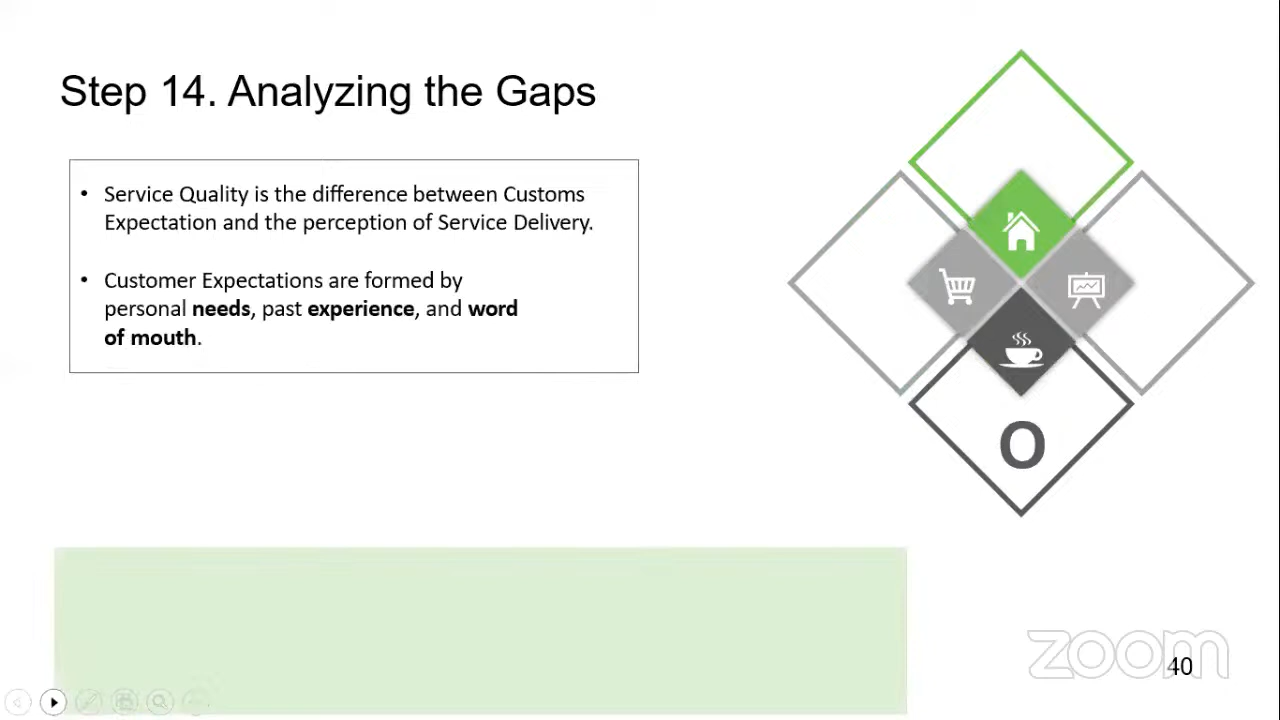 Step 14. Analyzing the Gaps
• Service Quality is the difference between Customs
Expectation and the perception of Service Delivery.
• Customer Expectations are formed by
personal needs, past experience, and word
of mouth.
O
zoom
40